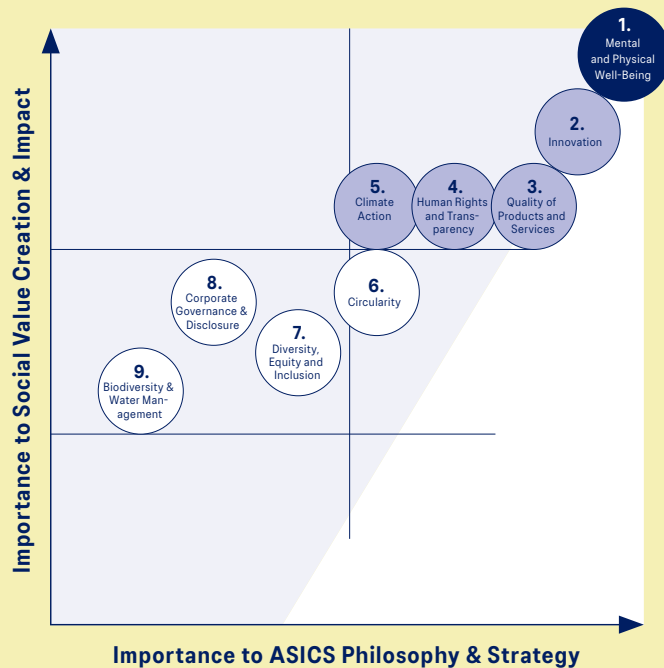 1.
Mental
and Physical
Well-Being
2.
Innovation
3.
Quality of
Products and
Services
4.
Human Rights
and Trans-
parency
5.
Climate
Action
6.
Circularity
7.
Diversity,
Equity and
Inclusion
8.
Corporate
Governance &
Disclosure
9.
Biodiversity &
Water Man-
agement
Importance to Social Value Creation & Impact
Importance to ASICS Philosophy & Strategy